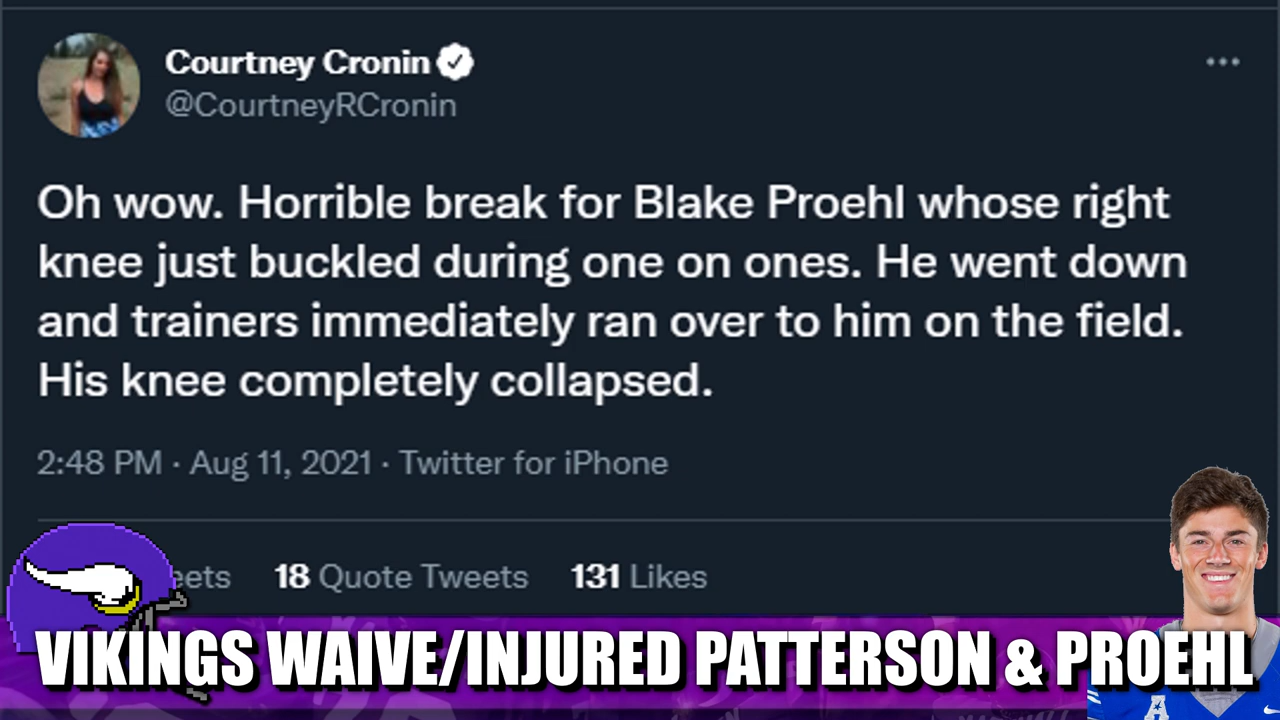 Courtney Cronin
@CourtneyRCronin
Oh wow. Horrible break for Blake Proehl whose right
knee just buckled during one on ones. He went down
and trainers immediately ran over to him on the field.
His knee completely collapsed.
2:48 PM · Aug 11, 2021 · Twitter for iPhone
18 Quote Tweets 131 Likes
VIKINGS WAIVE/INJURED PATTERSON & PROEHL